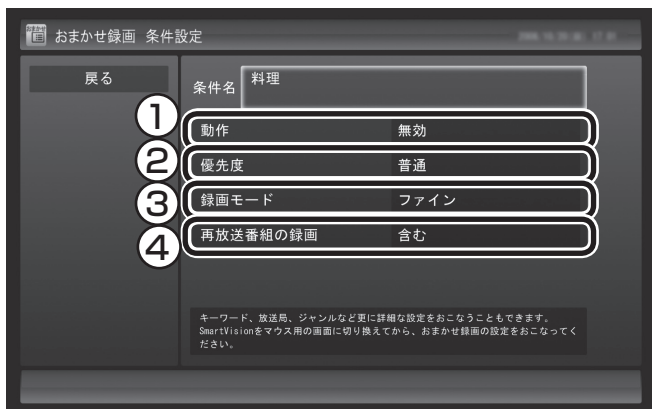 おまかせ録画 条件設定
戻る
条件名 料理
① 動作 無効
② 優先度 普通
③ 録画モード ファイン
④ 再放送番組の録画 含む
キーワード、放送局、ジャンルなど更に詳細な設定をおこなうこともできます。
SmartVisionをマウス用の画面に切り換えてから、おまかせ録画の設定をおこなってく
ださい。